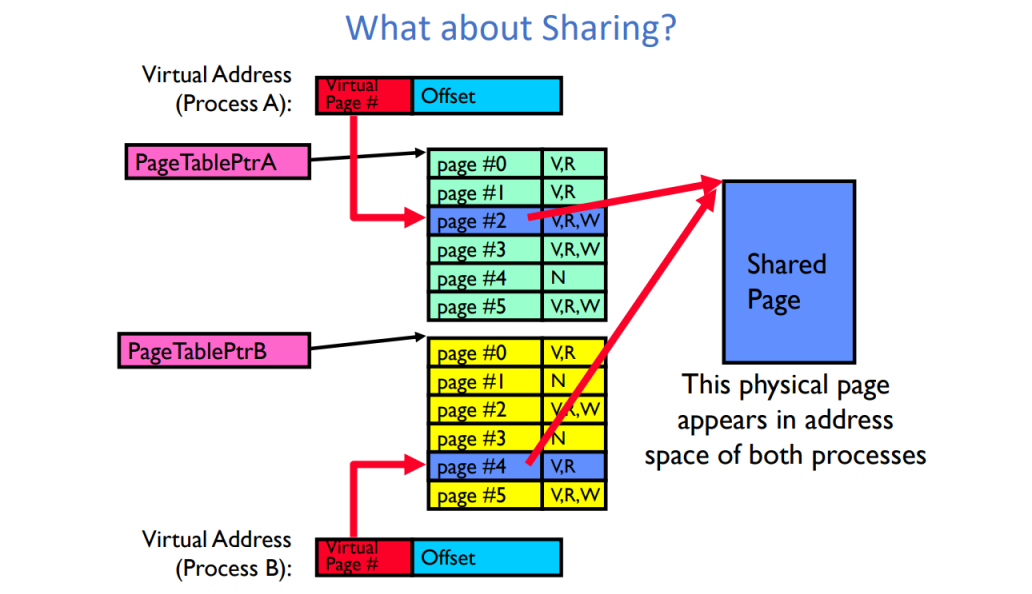 What about Sharing?
Virtual Address
(Process A):
Virtual
Page #
Offset
PageTablePtrA
page #0 V,R
page #1 V,R
page #2 V,R,W
page #3 V,R,W
page #4 N
page #5 V,R,W
Shared
Page
PageTablePtrB
page #0 V,R
page #1 N
page #2 V,R,W
page #3 N
page #4 V,R
page #5 V,R,W
This physical page
appears in address
space of both processes
Virtual Address
(Process B):
Virtual
Page #
Offset